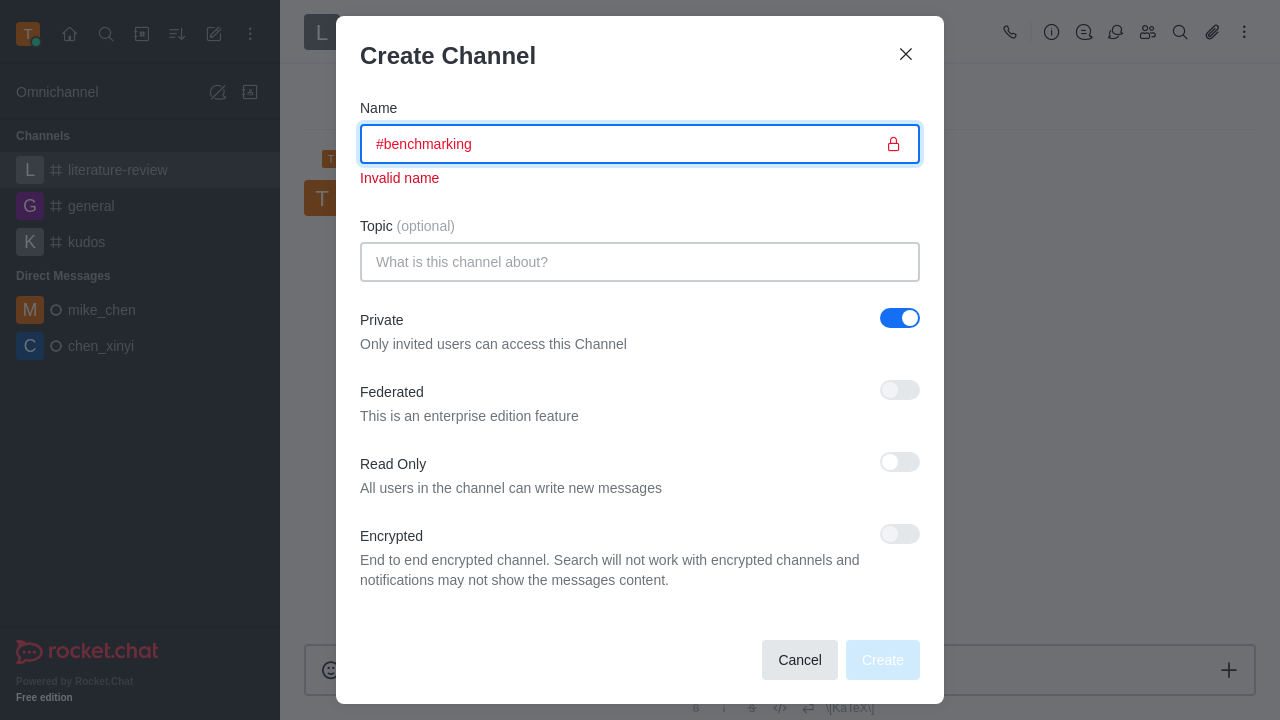 T
Omnichannel
Channels
L literature-review
G general
K kudos
Direct Messages
M mike_chen
C chen_xinyi
rocket.chat
Powered by Rocket.Chat
Free edition
L
T
T
Create Channel
Name
#benchmarking
Invalid name
Topic (optional)
What is this channel about?
Private
Only invited users can access this Channel
Federated
This is an enterprise edition feature
Read Only
All users in the channel can write new messages
Encrypted
End to end encrypted channel. Search will not work with encrypted channels and
notifications may not show the messages content.
Cancel
Create
\[KaTeX\]